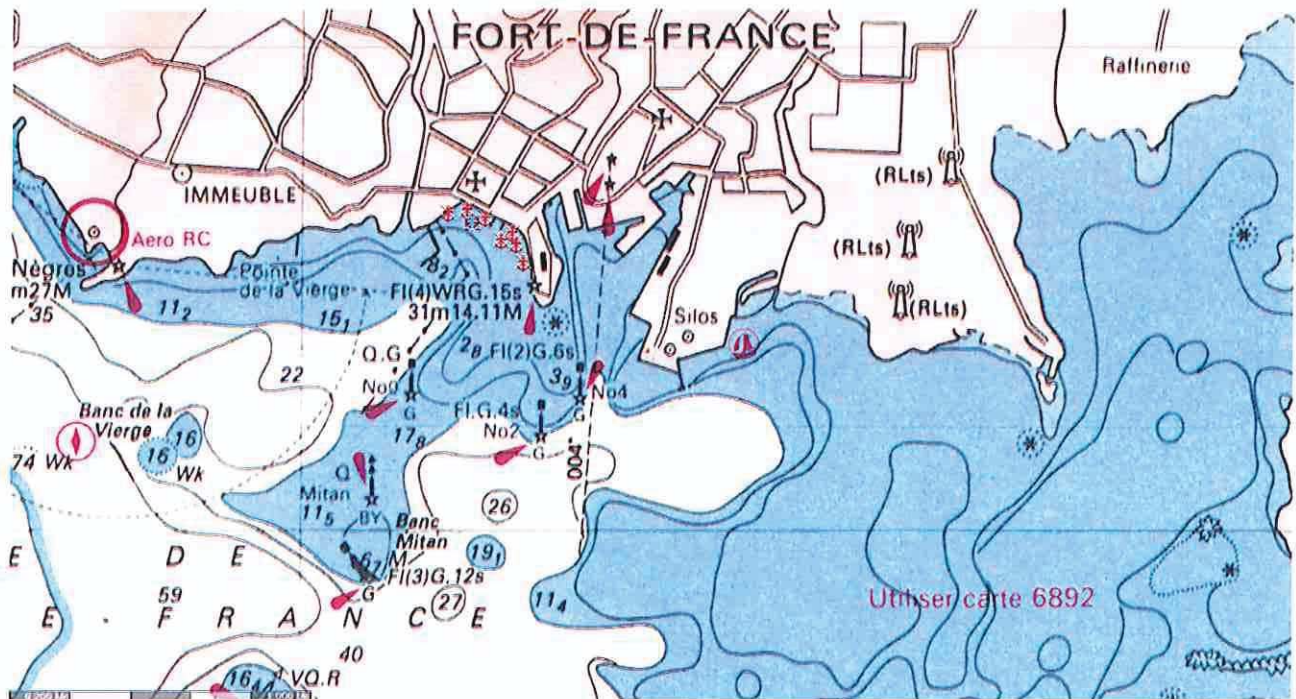 FORT-DE-FRANCE
Raffinerie
(RLts)
IMMEUBLE
Aero RC
(RLts)
Nègros
m27M
Pointe
de la Vierge
8₂
Fl(4)WRG.15s
31m14.11M
(RLts)
35
11₂
15₁
Silos
2₈
Fl(2)G.6s
Q.G
22
3₉
No4
G
G
Fl.G.4s
No2
G
Banc de la
Vierge
16
16
Wk
74 Wk
17₈
004°
Q
Mitan
11₅
BY
26
Banc
Mitan
19₁
E D E
6₇
Fl(3)G.12s
G
27
59
11₄
Utiliser carte 6892
E - F R A N C E
40
VQ.R